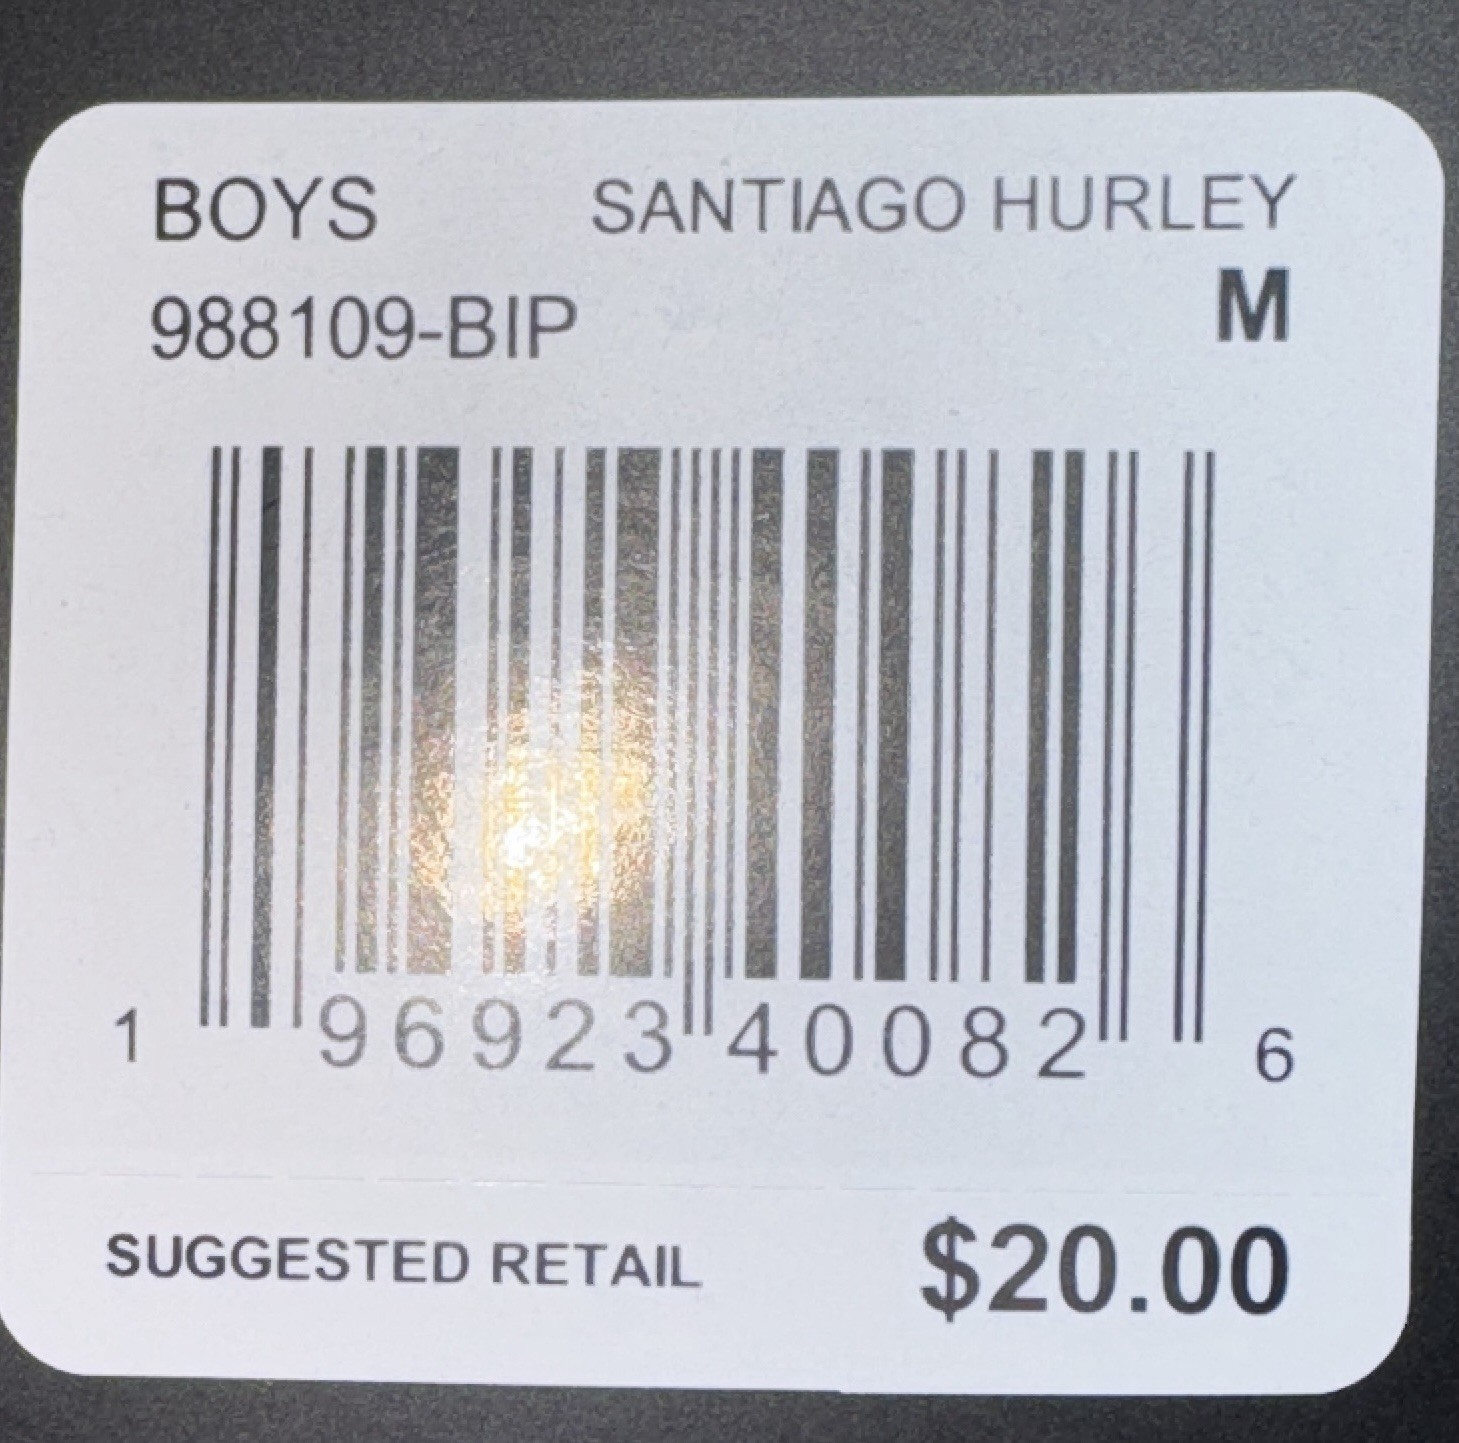 BOYS SANTIAGO HURLEY
988109-BIP M
1 96923 40082 6
SUGGESTED RETAIL $20.00